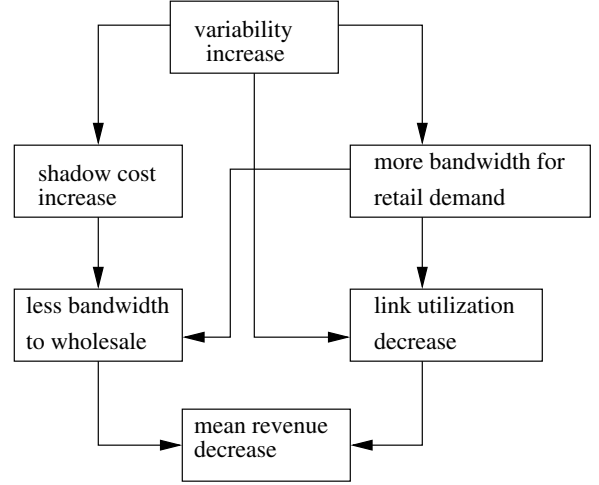 variability
increase
shadow cost
increase
more bandwidth for
retail demand
less bandwidth
to wholesale
link utilization
decrease
mean revenue
decrease